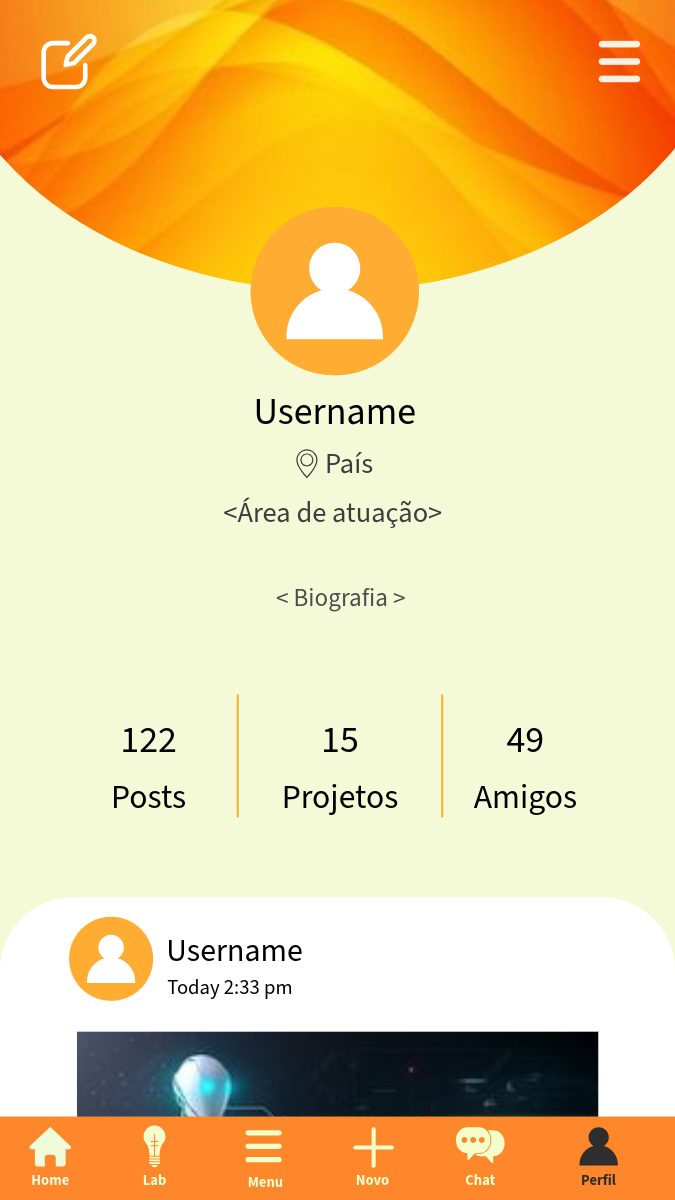 Username
País
<Área de atuação>
< Biografia >
122 15 49
Posts Projetos Amigos
Username
Today 2:33 pm
Home Lab Menu Novo Chat Perfil